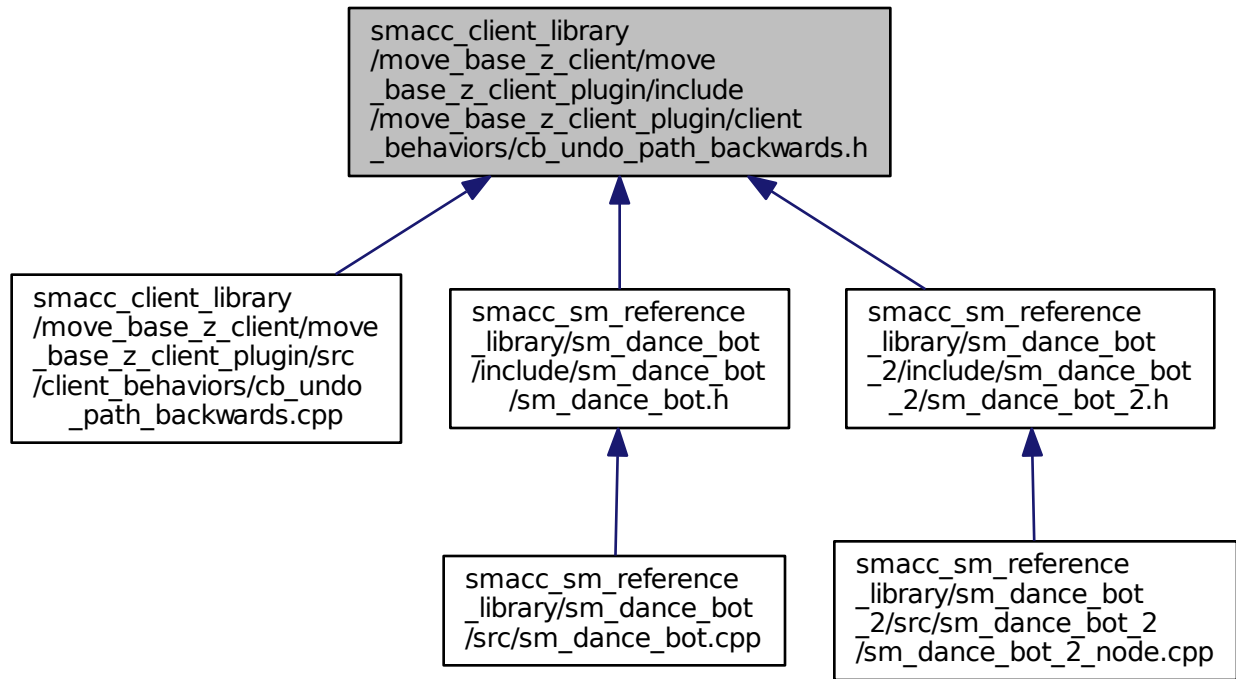 smacc_client_library
/move_base_z_client/move
_base_z_client_plugin/include
/move_base_z_client_plugin/client
_behaviors/cb_undo_path_backwards.h
smacc_client_library
/move_base_z_client/move
_base_z_client_plugin/src
/client_behaviors/cb_undo
_path_backwards.cpp
smacc_sm_reference
_library/sm_dance_bot
/include/sm_dance_bot
/sm_dance_bot.h
smacc_sm_reference
_library/sm_dance_bot
_2/include/sm_dance_bot
_2/sm_dance_bot_2.h
smacc_sm_reference
_library/sm_dance_bot
/src/sm_dance_bot.cpp
smacc_sm_reference
_library/sm_dance_bot
_2/src/sm_dance_bot_2
/sm_dance_bot_2_node.cpp